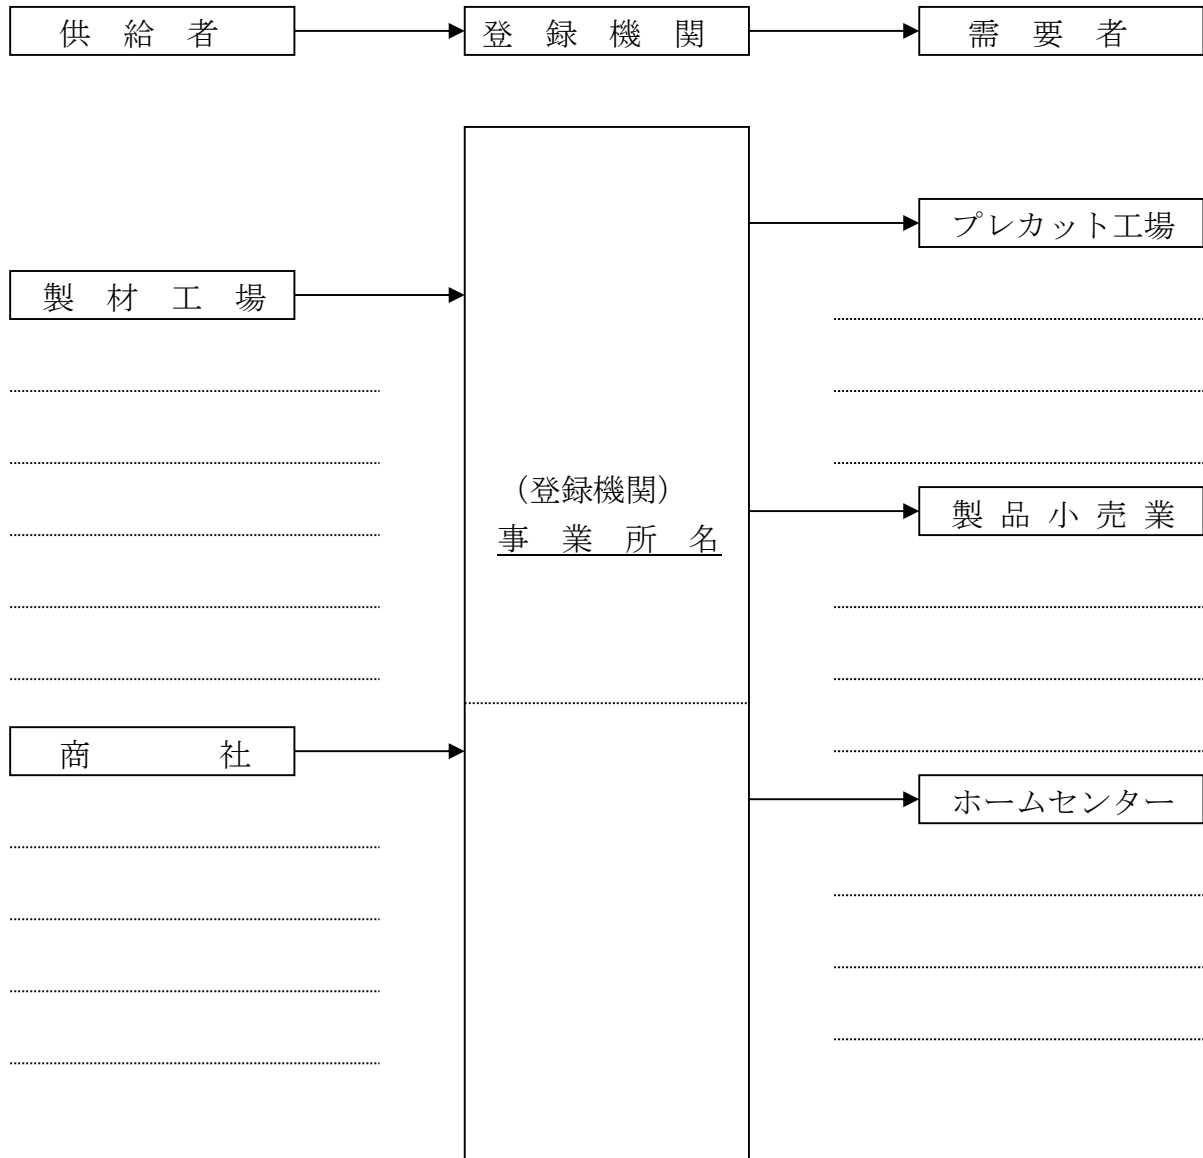 供給者
登録機関
需要者
プレカット工場
製材工場
(登録機関)
事業所名
製品小売業
商社
ホームセンター